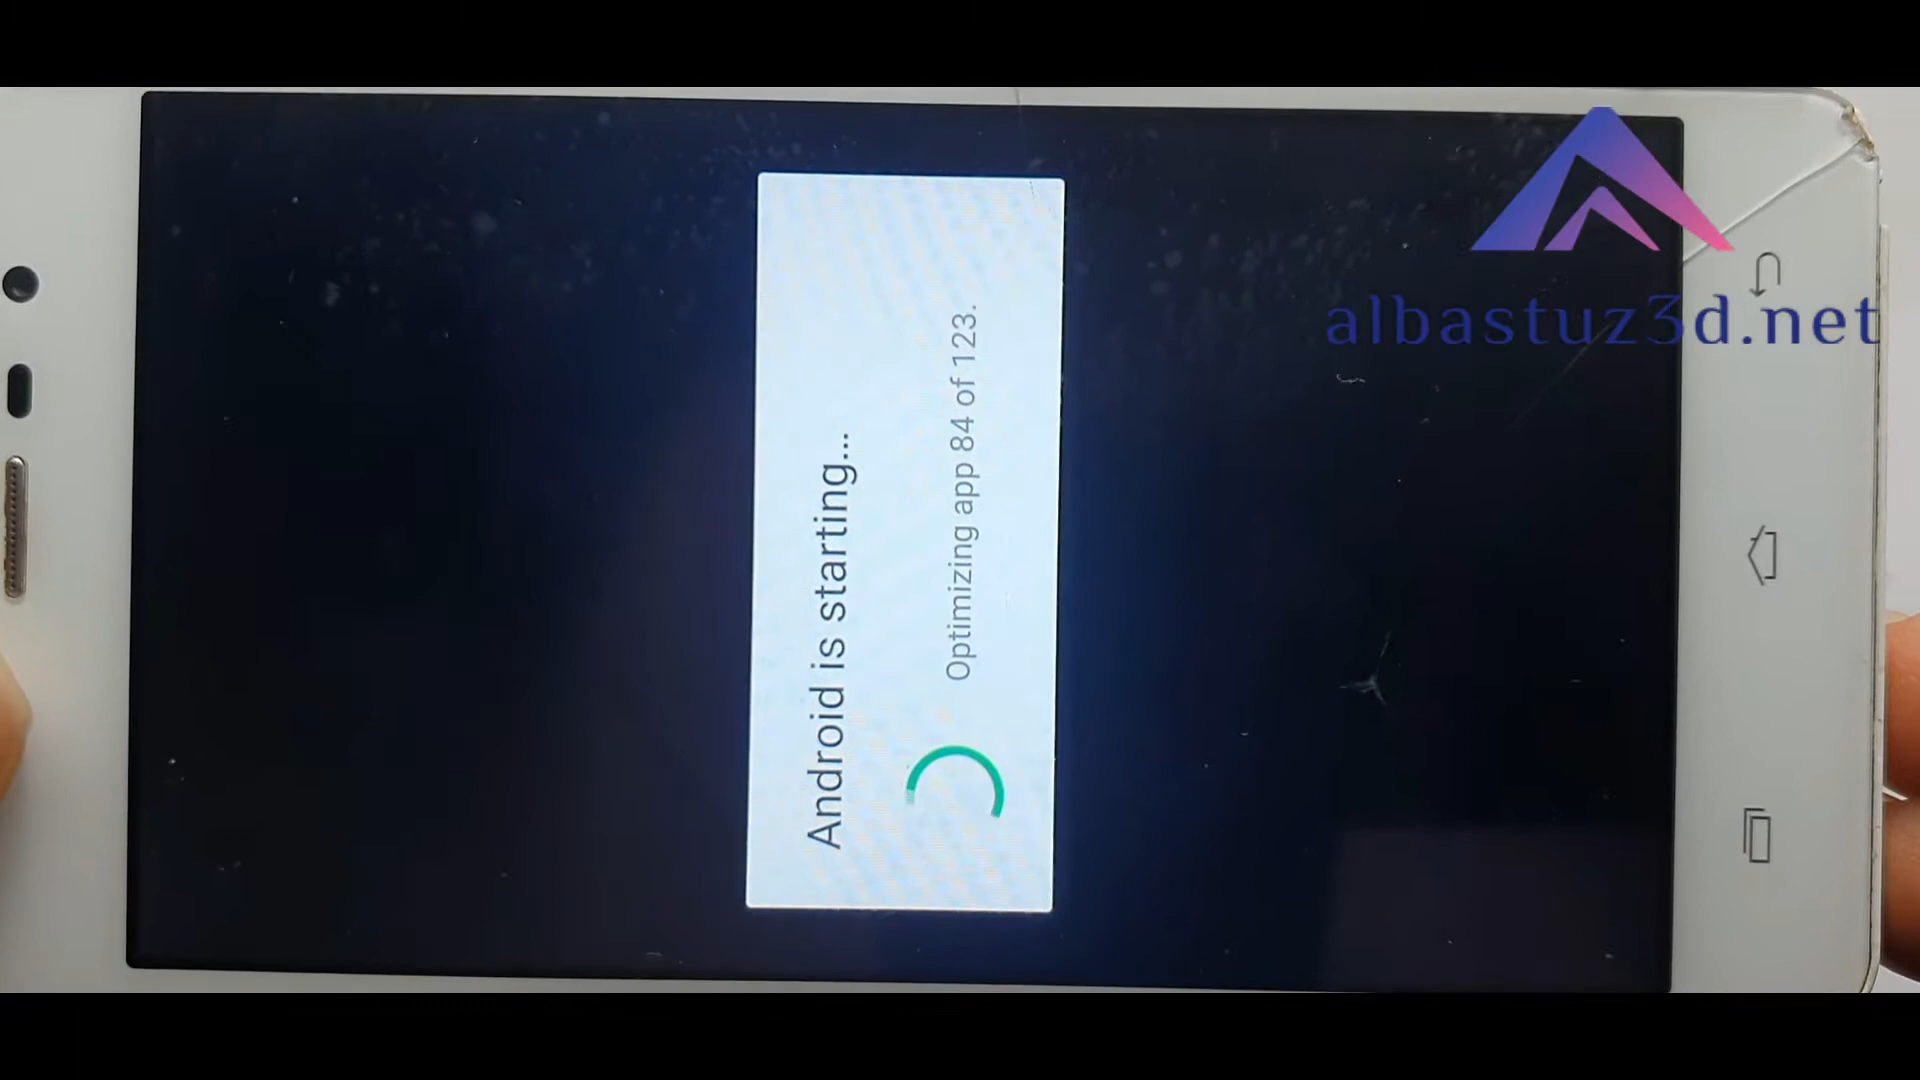 Android is starting...
Optimizing app 84 of 123.
albastuz3d.net